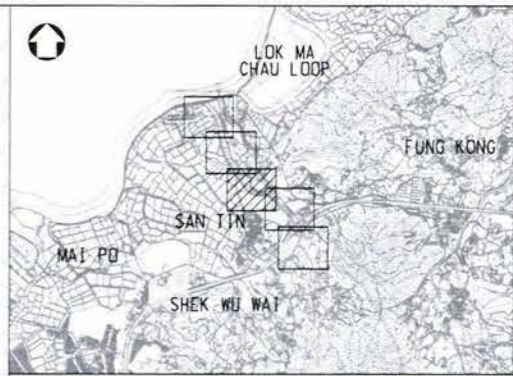 LOK MA
CHAU LOOP
FUNG KONG
SAN TIN
MAI PO
SHEK WU WAI